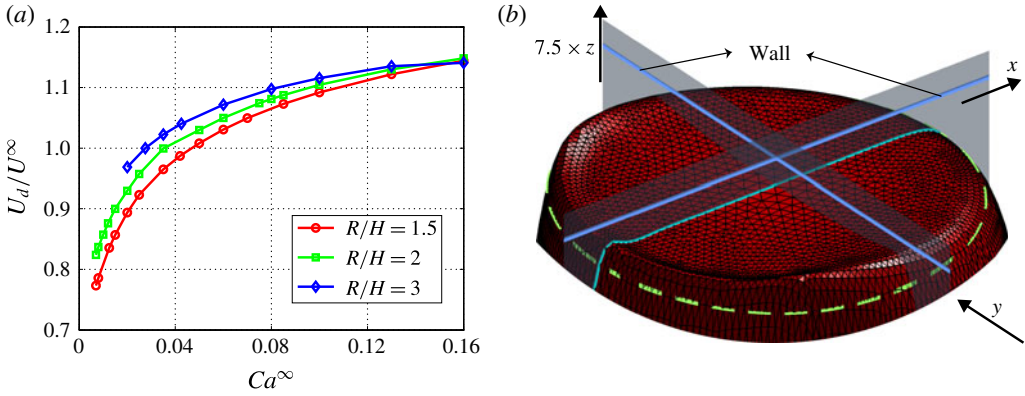 (a)
1.2
1.1
1.0
0.9
0.8
0.7
U_d/U^∞
0
0.04
0.08
0.12
0.16
Ca^∞
R/H = 1.5
R/H = 2
R/H = 3
(b)
7.5 × z
Wall
x
y